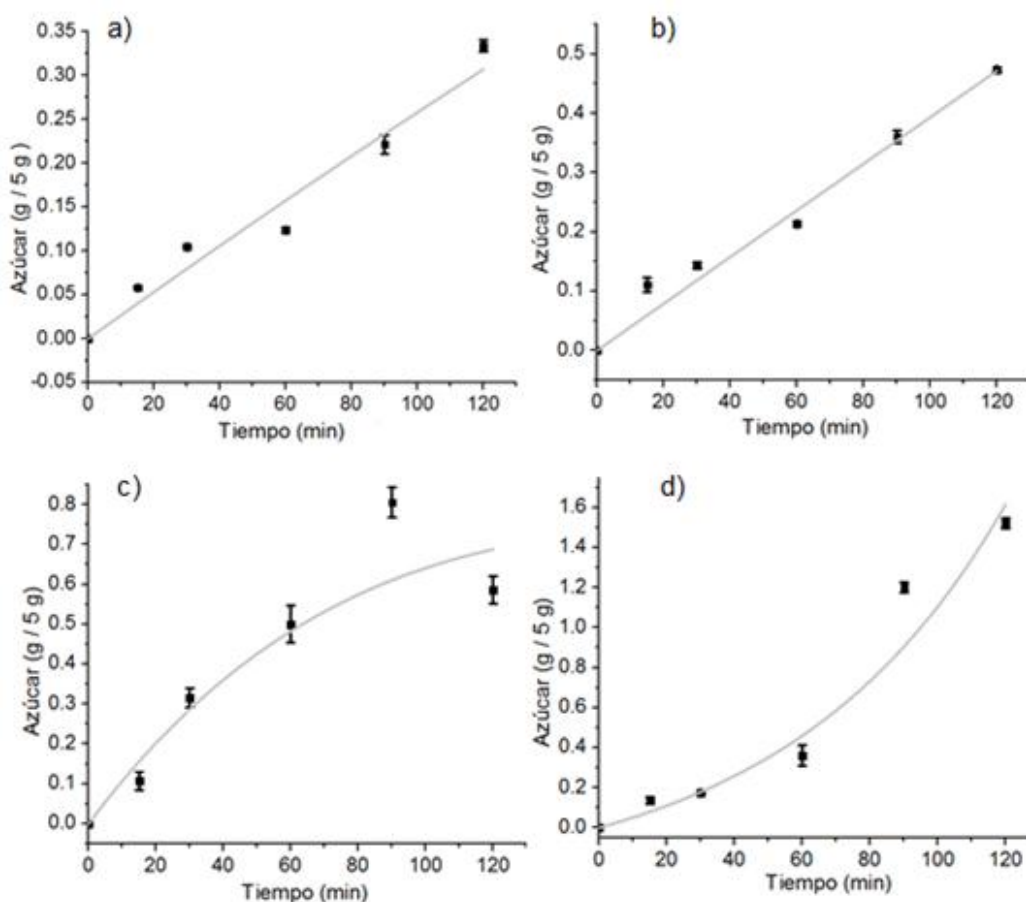 a)
0.35
0.30
0.25
0.20
0.15
0.10
0.05
0.00
-0.05
Azúcar (g / 5 g )
0 20 40 60 80 100 120
Tiempo (min)
b)
0.5
0.4
0.3
0.2
0.1
0.0
Azúcar (g / 5 g)
0 20 40 60 80 100 120
Tiempo (min)
c)
0.8
0.7
0.6
0.5
0.4
0.3
0.2
0.1
0.0
Azúcar (g / 5 g)
0 20 40 60 80 100 120
Tiempo (min)
d)
1.6
1.4
1.2
1.0
0.8
0.6
0.4
0.2
0.0
Azúcar (g / 5 g)
0 20 40 60 80 100 120
Tiempo (min)